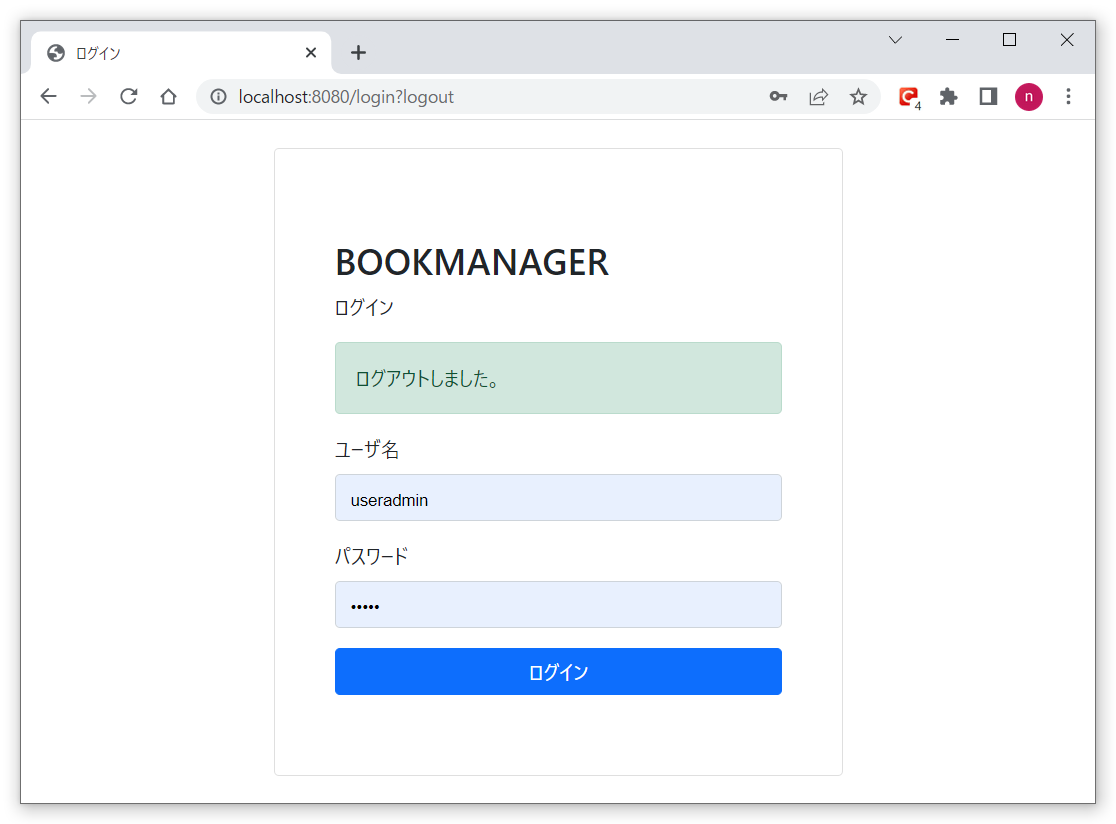 ログイン
localhost:8080/login?logout
4
n
BOOKMANAGER
ログイン
ログアウトしました。
ユーザ名
useradmin
パスワード
•••••
ログイン